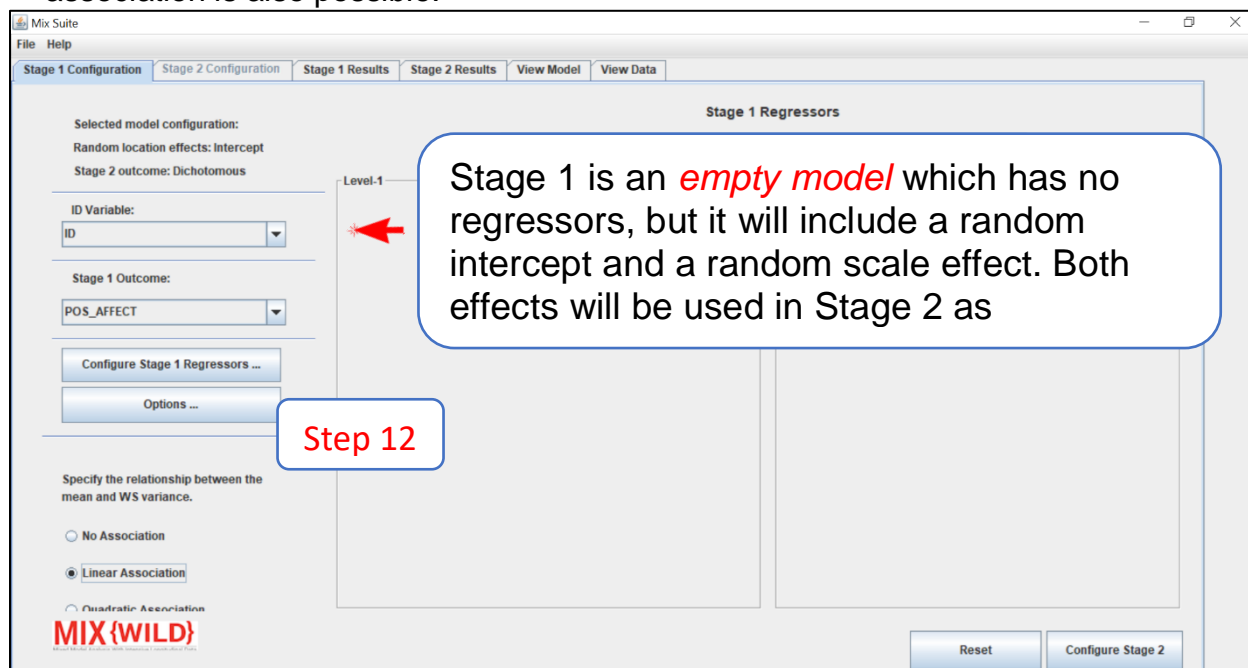 association is also possible.
Mix Suite
File Help
Stage 1 Configuration Stage 2 Configuration Stage 1 Results Stage 2 Results View Model View Data
Selected model configuration:
Random location effects: Intercept
Stage 2 outcome: Dichotomous
ID Variable:
ID
Stage 1 Outcome:
POS_AFFECT
Configure Stage 1 Regressors ...
Options ...
Step 12
Specify the relationship between the
mean and WS variance.
No Association
Linear Association
Quadratic Association
MIX {WILD}
Stage 1 Regressors
Level-1
Stage 1 is an empty model which has no
regressors, but it will include a random
intercept and a random scale effect. Both
effects will be used in Stage 2 as
Reset Configure Stage 2